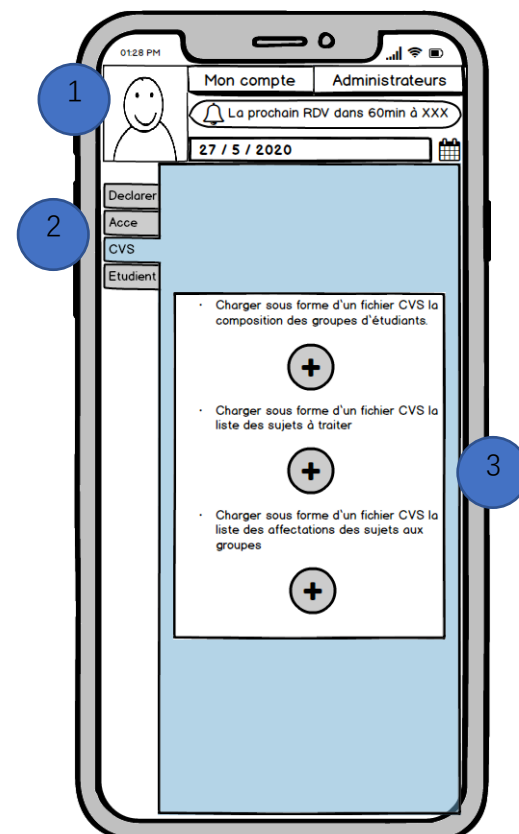 01:28 PM
1
Mon compte
Administrateurs
La prochain RDV dans 60min à XXX
27 / 5 / 2020
2
Declarer
Acce
CVS
Etudient
· Charger sous forme d'un fichier CVS la
composition des groupes d'étudiants.
+
· Charger sous forme d'un fichier CVS la
liste des sujets à traiter
+
3
· Charger sous forme d'un fichier CVS la
liste des affectations des sujets aux
groupes
+